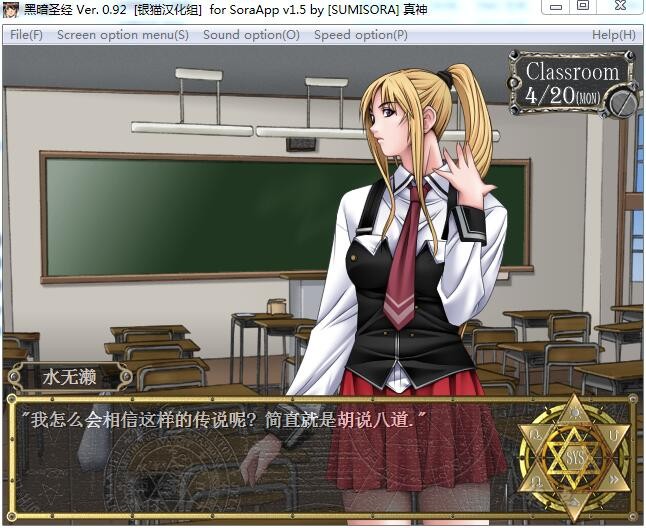 黑暗圣经 Ver. 0.92 [银猫汉化组] for SoraApp v1.5 by [SUMISORA] 真神
File(F) Screen option menu(S) Sound option(O) Speed option(P) Help(H)
Classroom
4/20(MON)
水无濑
"我怎么会相信这样的传说呢? 简直就是胡说八道."
SYS